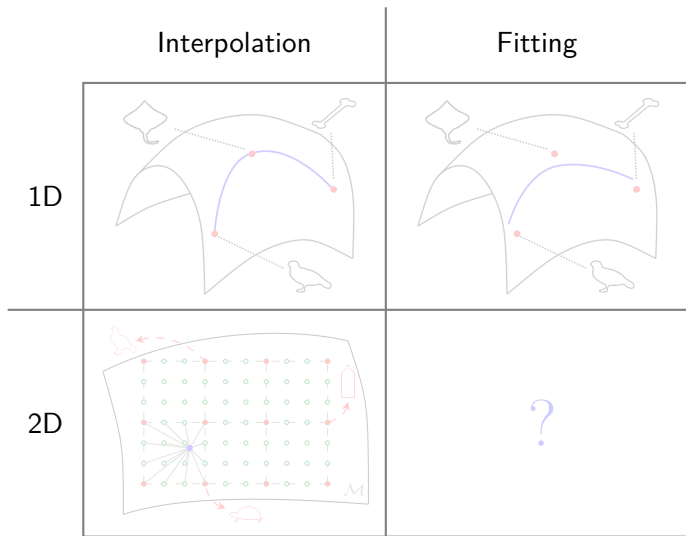 Interpolation
Fitting
1D
2D
ℳ
?